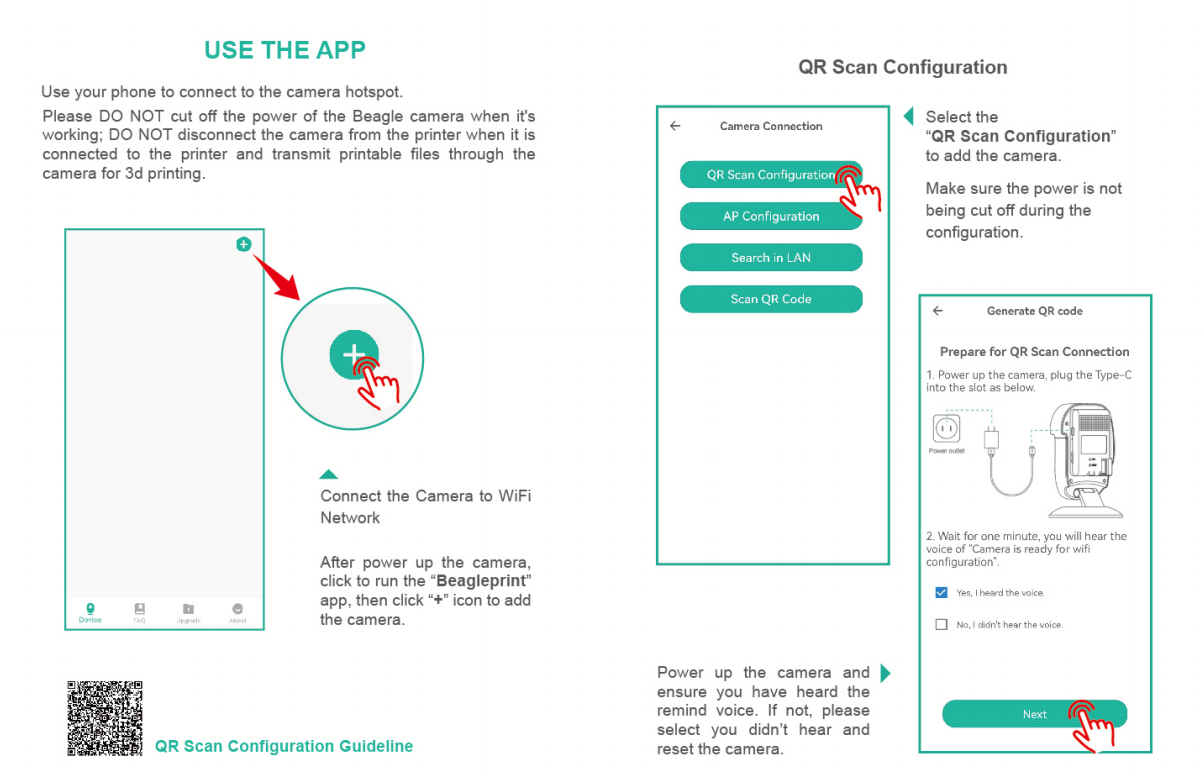 USE THE APP
Use your phone to connect to the camera hotspot.
Please DO NOT cut off the power of the Beagle camera when it's
working; DO NOT disconnect the camera from the printer when it is
connected to the printer and transmit printable files through the
camera for 3d printing.
Device
FAQ
Upgrade
About
Connect the Camera to WiFi
Network
After power up the camera,
click to run the “Beagleprint”
app, then click “+” icon to add
the camera.
QR Scan Configuration Guideline
QR Scan Configuration
Camera Connection
QR Scan Configuration
AP Configuration
Search in LAN
Scan QR Code
Select the
“QR Scan Configuration”
to add the camera.
Make sure the power is not
being cut off during the
configuration.
Generate QR code
Prepare for QR Scan Connection
1. Power up the camera, plug the Type-C
into the slot as below.
Power outlet
2. Wait for one minute, you will hear the
voice of "Camera is ready for wifi
configuration".
Yes, I heard the voice.
No, I didn't hear the voice.
Next
Power up the camera and
ensure you have heard the
remind voice. If not, please
select you didn’t hear and
reset the camera.